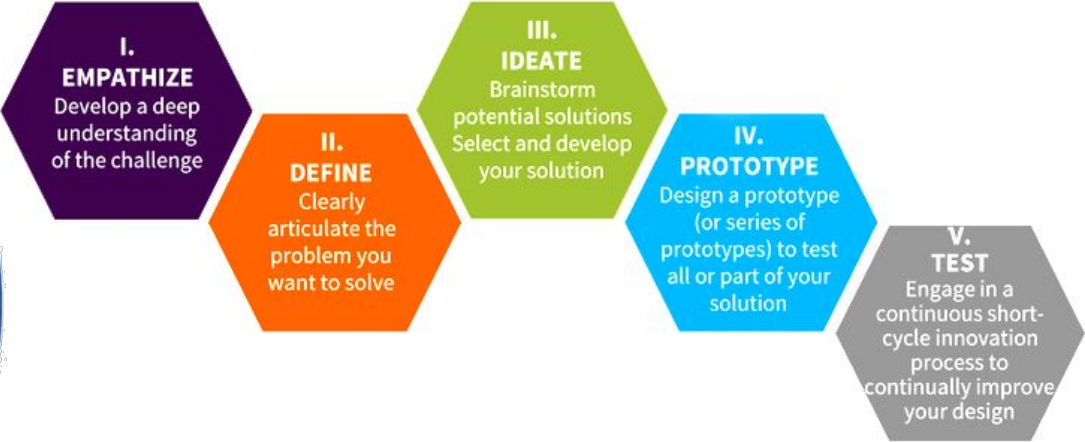 I.
EMPATHIZE
Develop a deep
understanding
of the challenge
II.
DEFINE
Clearly
articulate the
problem you
want to solve
III.
IDEATE
Brainstorm
potential solutions
Select and develop
your solution
IV.
PROTOTYPE
Design a prototype
(or series of
prototypes) to test
all or part of your
solution
V.
TEST
Engage in a
continuous short-
cycle innovation
process to
continually improve
your design